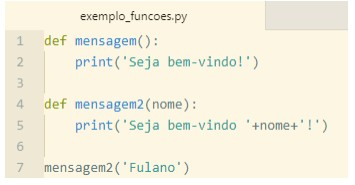 exemplo_funcoes.py
1 def mensagem():
2     print('Seja bem-vindo!')
3
4 def mensagem2(nome):
5     print('Seja bem-vindo '+nome+'!')
6
7 mensagem2('Fulano')